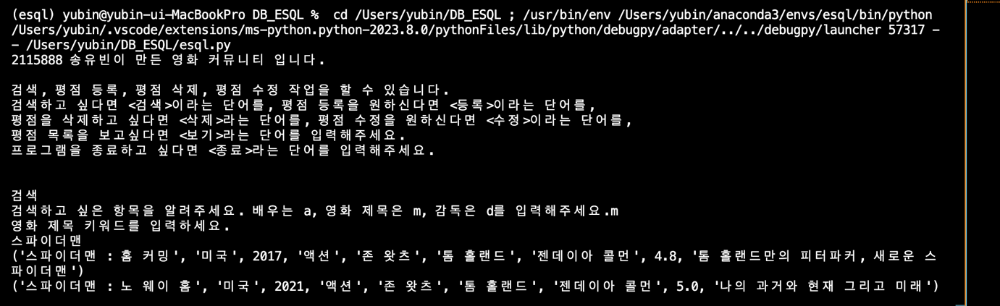 (esql) yubin@yubin-ui-MacBookPro DB_ESQL %  cd /Users/yubin/DB_ESQL ; /usr/bin/env /Users/yubin/anaconda3/envs/esql/bin/python
/Users/yubin/.vscode/extensions/ms-python.python-2023.8.0/pythonFiles/lib/python/debugpy/adapter/../../debugpy/launcher 57317 -
- /Users/yubin/DB_ESQL/esql.py
2115888 송유빈이 만든 영화 커뮤니티 입니다.
검색, 평점 등록, 평점 삭제, 평점 수정 작업을 할 수 있습니다.
검색하고 싶다면 <검색>이라는 단어를, 평점 등록을 원하신다면 <등록>이라는 단어를,
평점을 삭제하고 싶다면 <삭제>라는 단어를, 평점 수정을 원하신다면 <수정>이라는 단어를,
평점 목록을 보고싶다면 <보기>라는 단어를 입력해주세요.
프로그램을 종료하고 싶다면 <종료>라는 단어를 입력해주세요.
검색
검색하고 싶은 항목을 알려주세요. 배우는 a, 영화 제목은 m, 감독은 d를 입력해주세요.m
영화 제목 키워드를 입력하세요.
스파이더맨
('스파이더맨 : 홈 커밍', '미국', 2017, '액션', '존 왓츠', '톰 홀랜드', '젠데이아 콜먼', 4.8, '톰 홀랜드만의 피터파커, 새로운 스
파이더맨')
('스파이더맨 : 노 웨이 홈', '미국', 2021, '액션', '존 왓츠', '톰 홀랜드', '젠데이아 콜먼', 5.0, '나의 과거와 현재 그리고 미래')